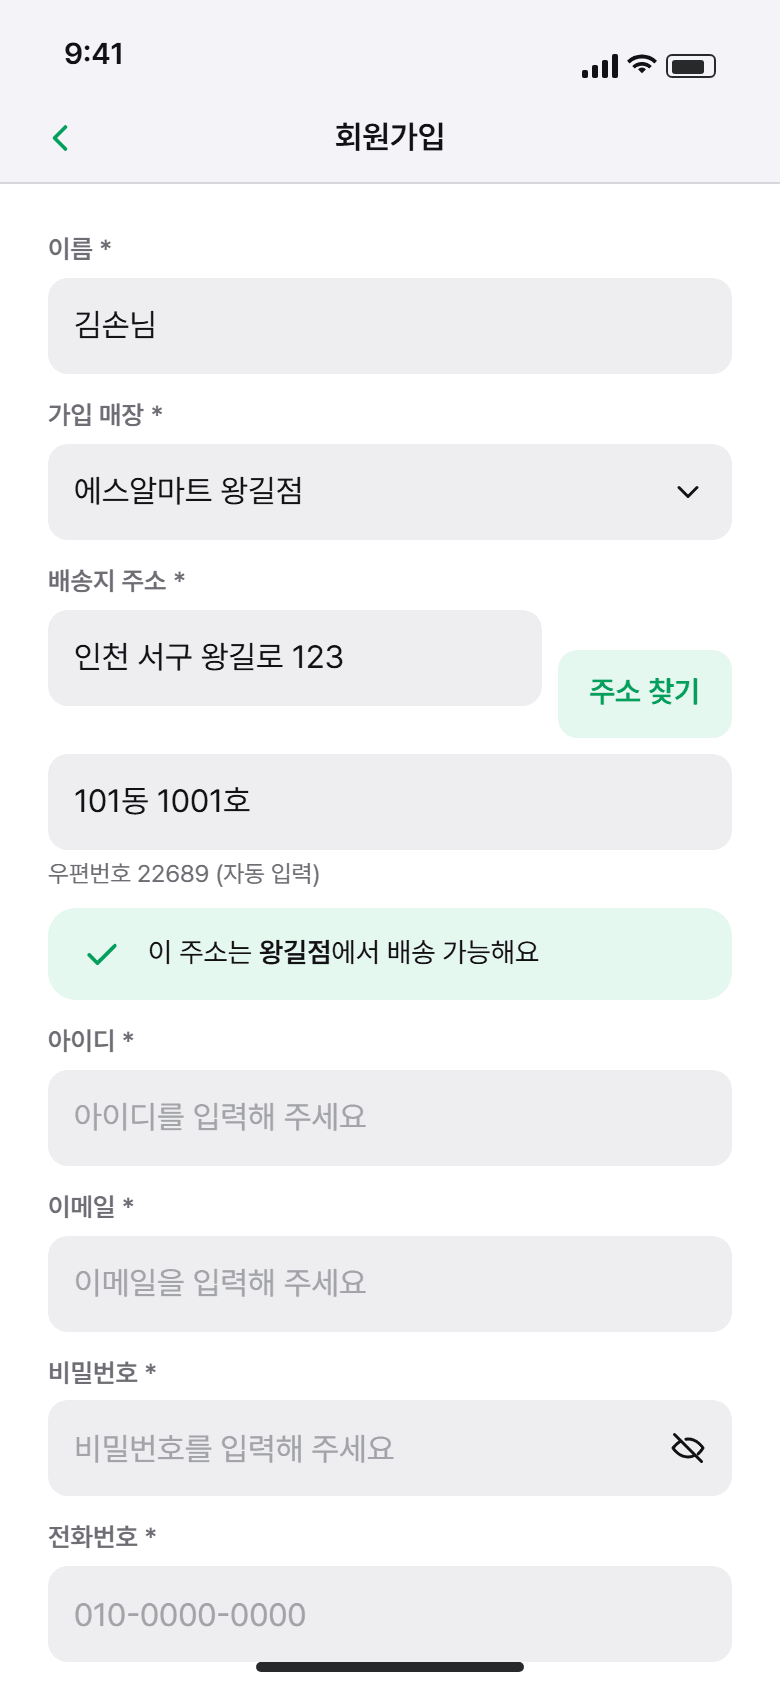 9:41
회원가입
이름 *
김손님
가입 매장 *
에스알마트 왕길점
배송지 주소 *
인천 서구 왕길로 123
주소 찾기
101동 1001호
우편번호 22689 (자동 입력)
이 주소는 왕길점에서 배송 가능해요
아이디 *
아이디를 입력해 주세요
이메일 *
이메일을 입력해 주세요
비밀번호 *
비밀번호를 입력해 주세요
전화번호 *
010-0000-0000